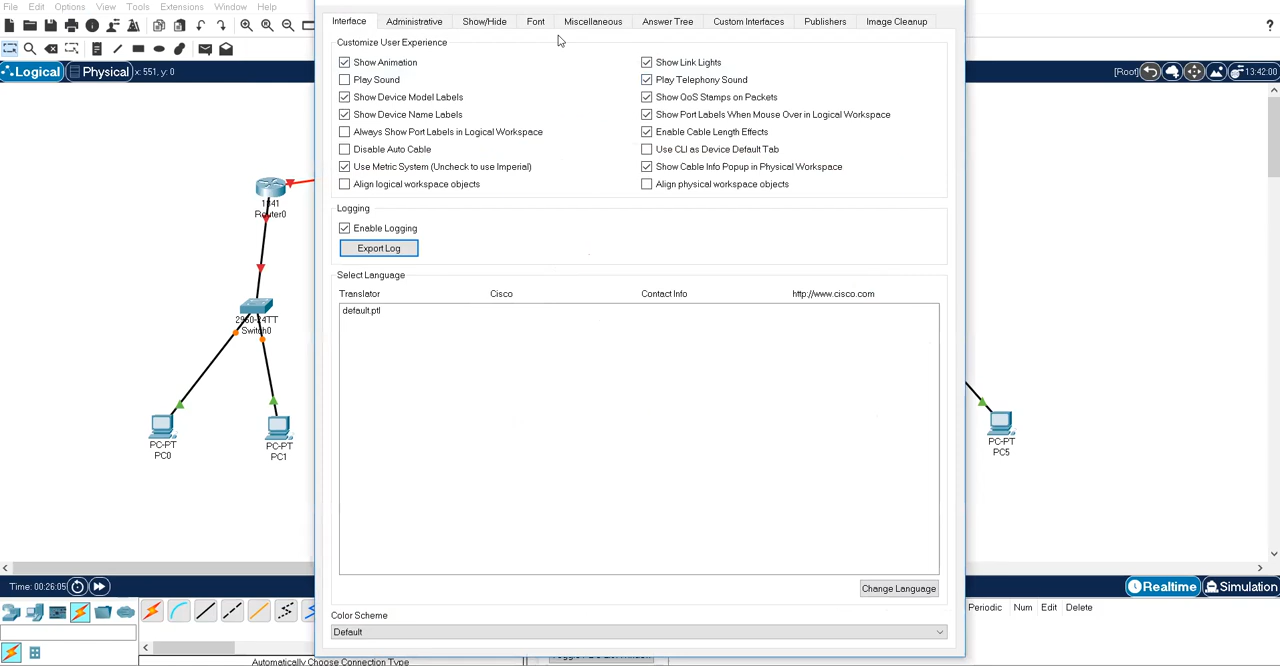 File Edit Options View Tools Extensions Window Help
?
Interface Administrative Show/Hide Font Miscellaneous Answer Tree Custom Interfaces Publishers Image Cleanup
Logical Physical x: 551, y: 0
[Root] 13:42:00
Customize User Experience
Show Animation
Play Sound
Show Device Model Labels
Show Device Name Labels
Always Show Port Labels in Logical Workspace
Disable Auto Cable
Use Metric System (Uncheck to use Imperial)
Align logical workspace objects
Show Link Lights
Play Telephony Sound
Show QoS Stamps on Packets
Show Port Labels When Mouse Over in Logical Workspace
Enable Cable Length Effects
Use CLI as Device Default Tab
Show Cable Info Popup in Physical Workspace
Align physical workspace objects
Logging
Enable Logging
Export Log
Select Language
Translator Cisco Contact Info http://www.cisco.com
default.ptl
Change Language
Color Scheme
Default
1841
Router0
Switch0
PC-PT
PC0
PC-PT
PC1
PC-PT
PC5
Time: 00:26:05
Realtime Simulation
Periodic Num Edit Delete
Automatically Choose Connection Type